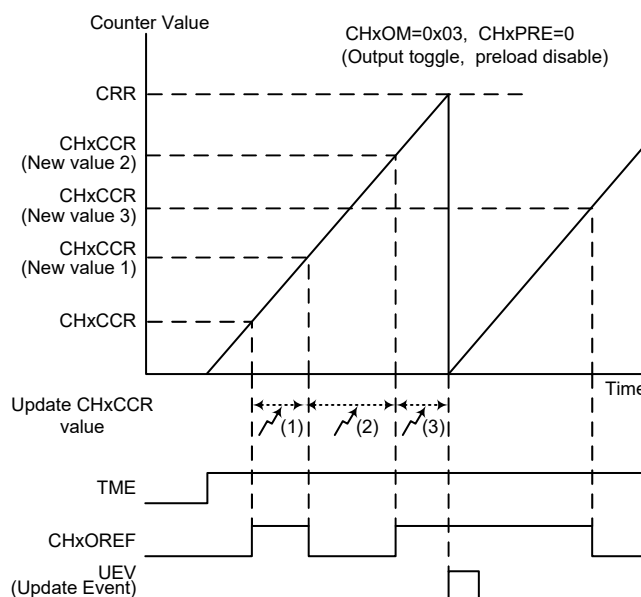 Counter Value
CHxOM=0x03, CHxPRE=0
(Output toggle, preload disable)
CRR
CHxCCR
(New value 2)
CHxCCR
(New value 3)
CHxCCR
(New value 1)
CHxCCR
Time
Update CHxCCR
value
(1)
(2)
(3)
TME
CHxOREF
UEV
(Update Event)